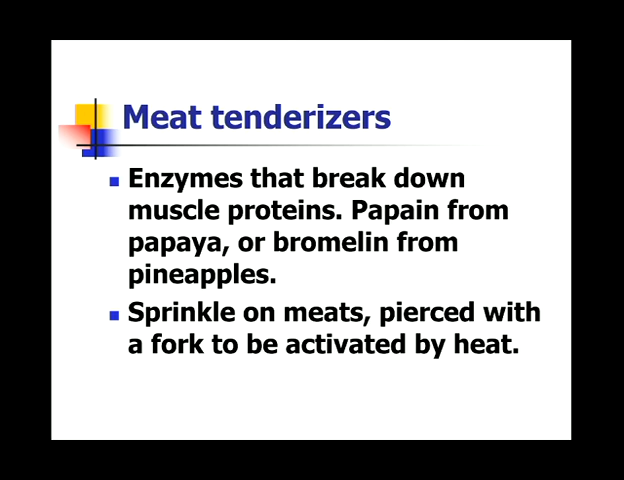 Meat tenderizers
Enzymes that break down
muscle proteins. Papain from
papaya, or bromelin from
pineapples.
Sprinkle on meats, pierced with
a fork to be activated by heat.